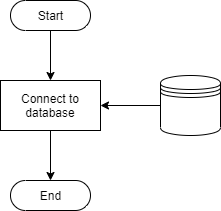 Start
Connect to
database
End